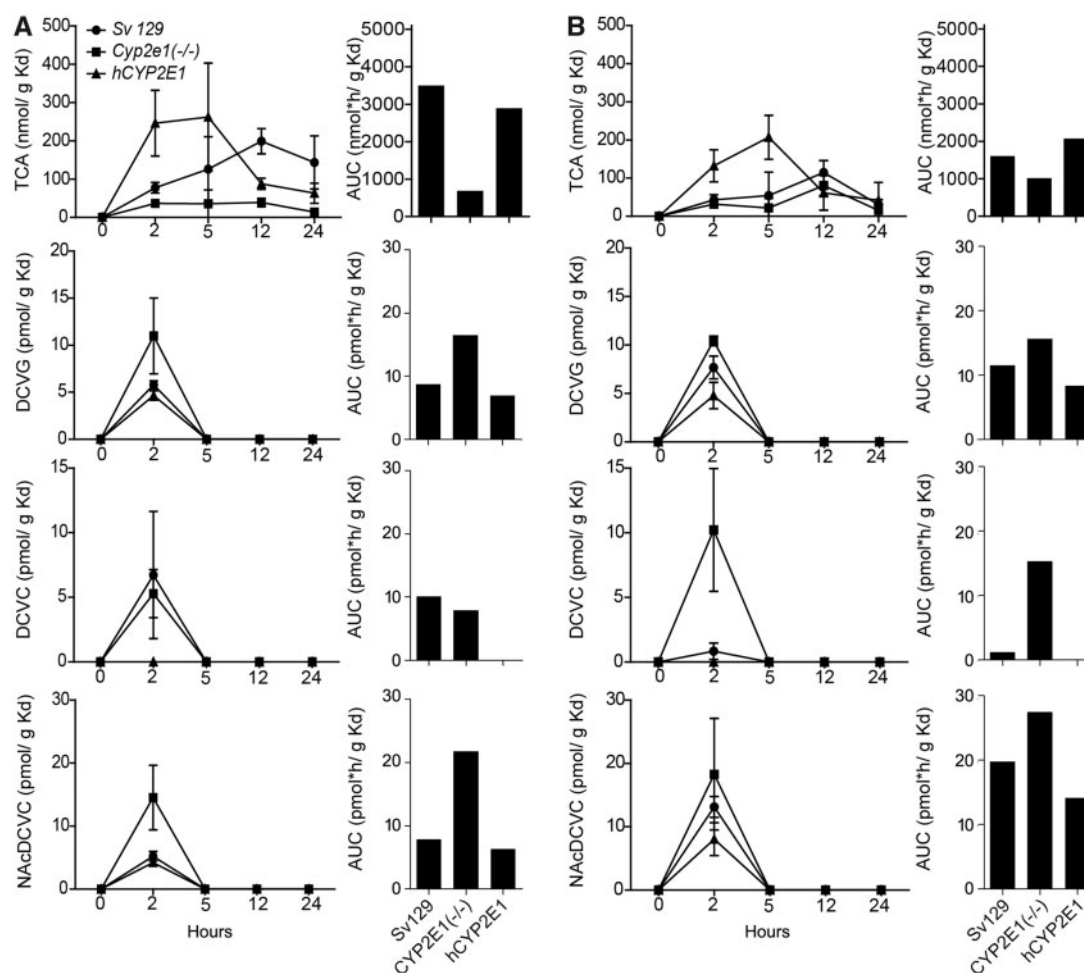 A
Sv 129
Cyp2e1(-/-)
hCYP2E1
TCA (nmol/ g Kd)
500
400
300
200
100
0
0 2 5 12 24
AUC (nmol*h/ g Kd)
5000
4000
3000
2000
1000
0
B
TCA (nmol/ g Kd)
500
400
300
200
100
0
0 2 5 12 24
AUC (nmol*h/ g Kd)
5000
4000
3000
2000
1000
0
DCVG (pmol/ g Kd)
20
15
10
5
0
0 2 5 12 24
AUC (pmol*h/ g Kd)
30
20
10
0
DCVG (pmol/ g Kd)
20
15
10
5
0
0 2 5 12 24
AUC (pmol*h/ g Kd)
30
20
10
0
DCVC (pmol/ g Kd)
15
10
5
0
0 2 5 12 24
AUC (pmol*h/ g Kd)
30
20
10
0
DCVC (pmol/ g Kd)
15
10
5
0
0 2 5 12 24
AUC (pmol*h/ g Kd)
30
20
10
0
NAcDCVC (pmol/ g Kd)
30
20
10
0
0 2 5 12 24
Hours
AUC (pmol*h/ g Kd)
30
20
10
0
Sv129
CYP2E1(-/-)
hCYP2E1
NAcDCVC (pmol/ g Kd)
30
20
10
0
0 2 5 12 24
Hours
AUC (pmol*h/ g Kd)
30
20
10
0
Sv129
CYP2E1(-/-)
hCYP2E1